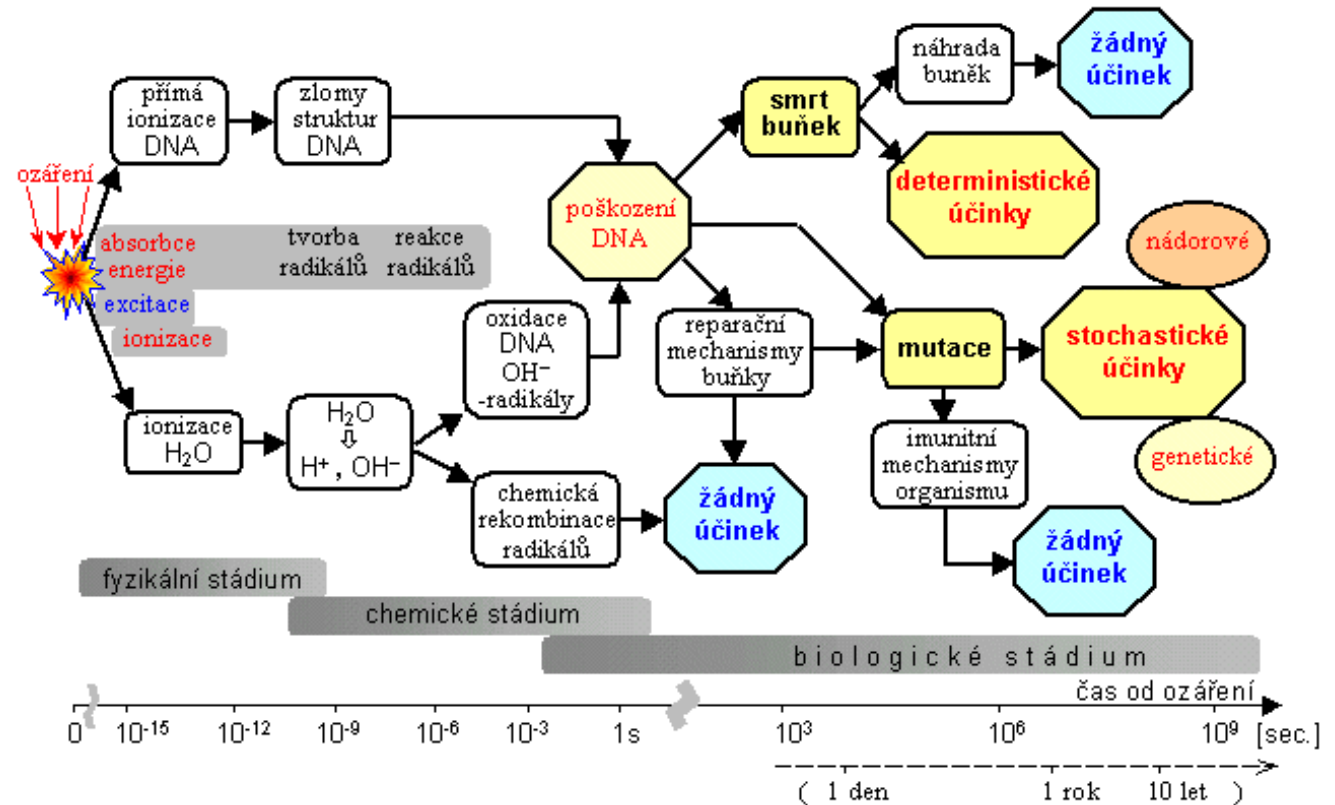 ozáření
přímá
ionizace
DNA
zlomy
struktur
DNA
absorbce
energie
tvorba
radikálů
reakce
radikálů
excitace
ionizace
ionizace
H₂O
H₂O
⇩
H⁺ , OH⁻
oxidace
DNA
OH⁻
-radikály
chemická
rekombinace
radikálů
poškození
DNA
žádný
účinek
reparační
mechanismy
buňky
smrt
buňek
náhrada
buněk
žádný
účinek
deterministické
účinky
mutace
imunitní
mechanismy
organismu
žádný
účinek
nádorové
stochastické
účinky
genetické
fyzikální stádium
chemické stádium
biologické stádium
čas od ozáření
0 10⁻¹⁵ 10⁻¹² 10⁻⁹ 10⁻⁶ 10⁻³ 1s 10³ 10⁶ 10⁹ [sec.]
( 1 den 1 rok 10 let )